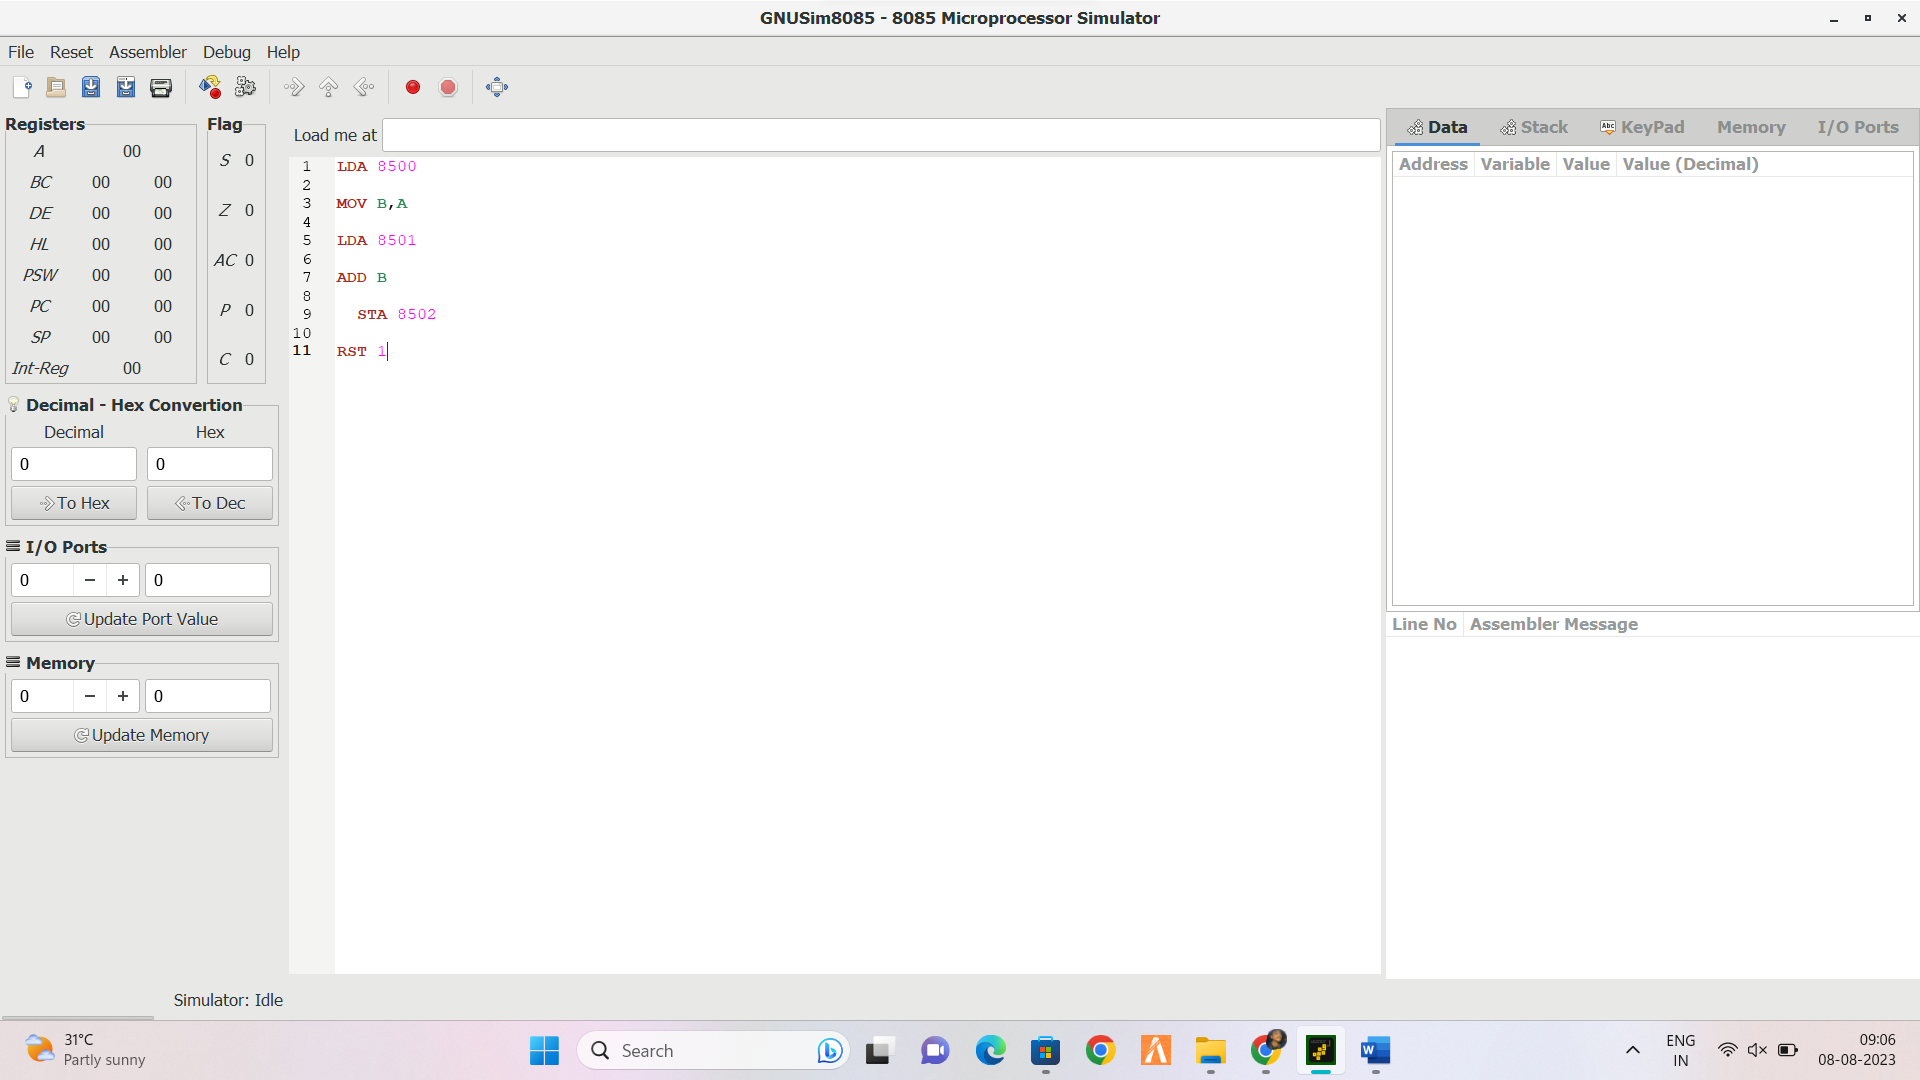 GNUSim8085 - 8085 Microprocessor Simulator
File Reset Assembler Debug Help
Registers
A 00
BC 00 00
DE 00 00
HL 00 00
PSW 00 00
PC 00 00
SP 00 00
Int-Reg 00
Flag
S 0
Z 0
AC 0
P 0
C 0
Decimal - Hex Convertion
Decimal Hex
0 0
To Hex To Dec
I/O Ports
0 − + 0
Update Port Value
Memory
0 − + 0
Update Memory
Load me at
1 LDA 8500
2
3 MOV B,A
4
5 LDA 8501
6
7 ADD B
8
9 STA 8502
10
11 RST 1
Data Stack Abc KeyPad Memory I/O Ports
Address Variable Value Value (Decimal)
Line No Assembler Message
Simulator: Idle
31°C
Partly sunny
Search
W
ENG
IN
09:06
08-08-2023